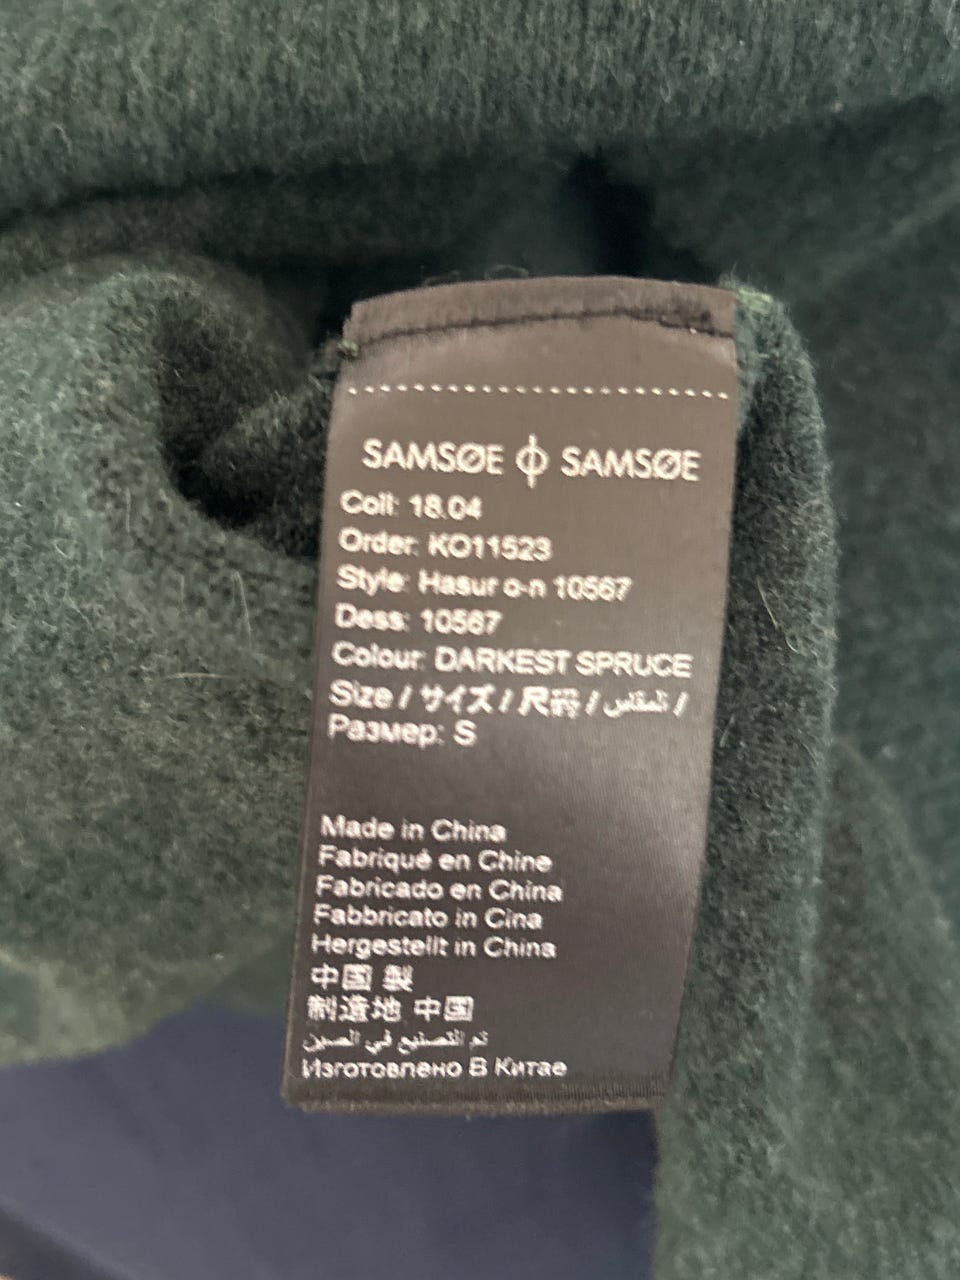 SAMSØE ɸ SAMSØE
Coll: 18.04
Order: KO11523
Style: Hasur o-n 10567
Dess: 10567
Colour: DARKEST SPRUCE
Size / サイズ / 尺码 / المقاس /
Размер: S
Made in China
Fabriqué en Chine
Fabricado en China
Fabbricato in Cina
Hergestellt in China
中国 製
制造地 中国
تم التصنيع في الصين
Изготовлено В Китае